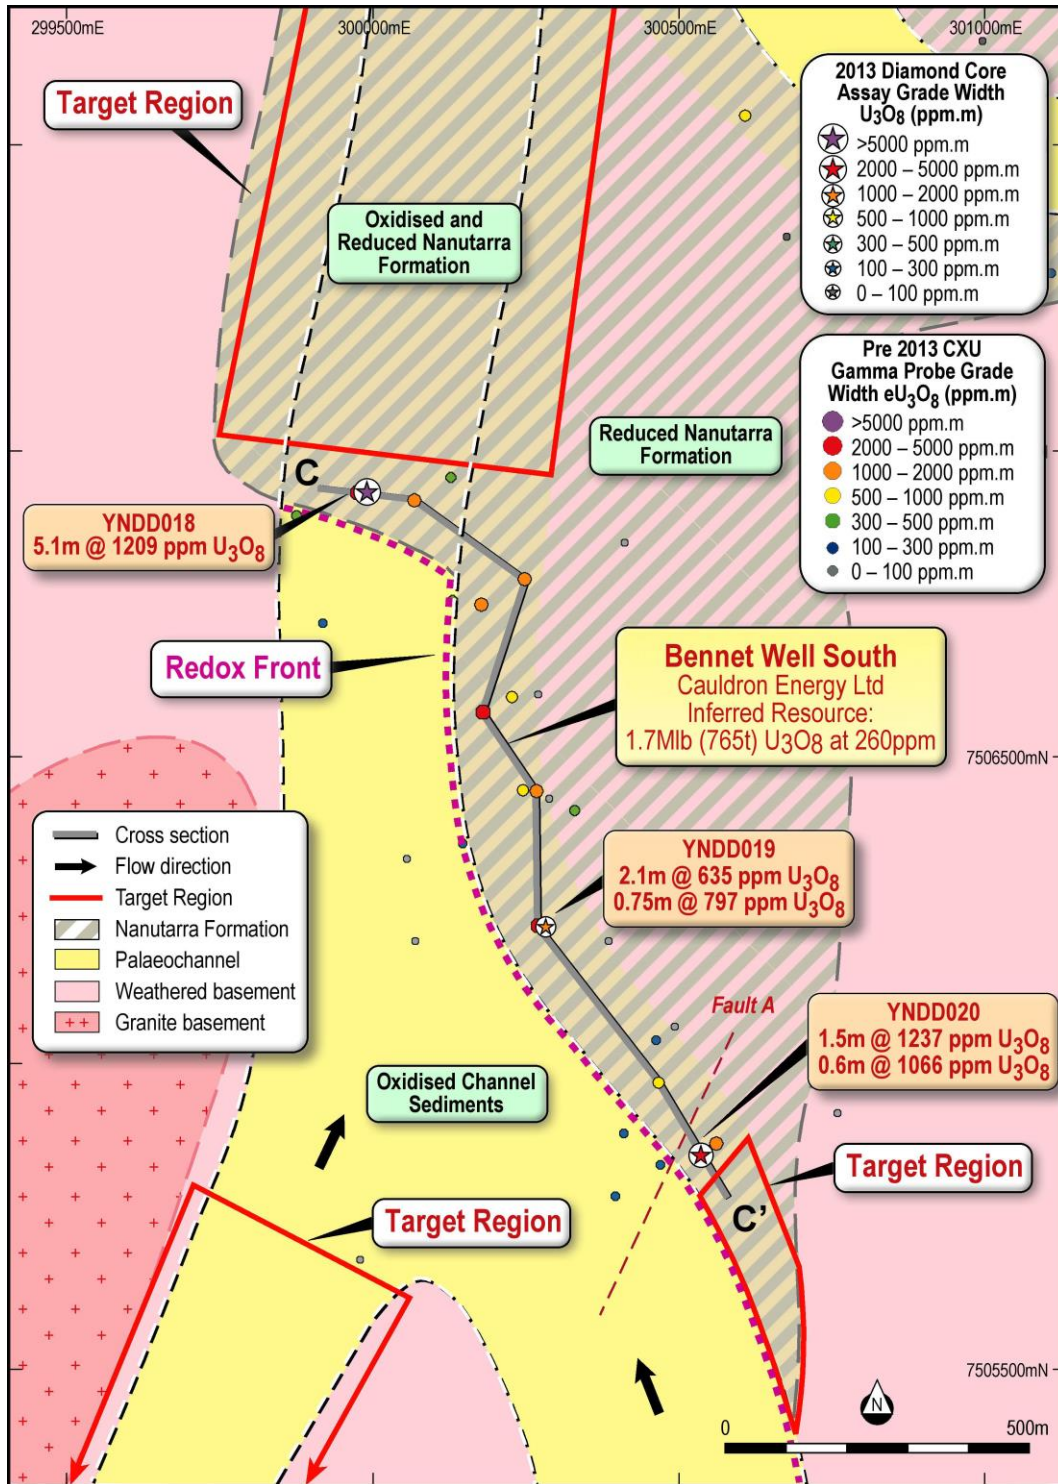 299500mE
300000mE
300500mE
301000mE
Target Region
2013 Diamond Core
Assay Grade Width
U₃O₈ (ppm.m)
>5000 ppm.m
2000 – 5000 ppm.m
1000 – 2000 ppm.m
500 – 1000 ppm.m
300 – 500 ppm.m
100 – 300 ppm.m
0 – 100 ppm.m
Oxidised and
Reduced Nanutarra
Formation
Pre 2013 CXU
Gamma Probe Grade
Width eU₃O₈ (ppm.m)
>5000 ppm.m
2000 – 5000 ppm.m
1000 – 2000 ppm.m
500 – 1000 ppm.m
300 – 500 ppm.m
100 – 300 ppm.m
0 – 100 ppm.m
Reduced Nanutarra
Formation
C
YNDD018
5.1m @ 1209 ppm U₃O₈
Redox Front
Bennet Well South
Cauldron Energy Ltd
Inferred Resource:
1.7Mlb (765t) U₃O₈ at 260ppm
7506500mN
Cross section
Flow direction
Target Region
Nanutarra Formation
Palaeochannel
Weathered basement
Granite basement
YNDD019
2.1m @ 635 ppm U₃O₈
0.75m @ 797 ppm U₃O₈
Fault A
YNDD020
1.5m @ 1237 ppm U₃O₈
0.6m @ 1066 ppm U₃O₈
Oxidised Channel
Sediments
Target Region
C'
Target Region
7505500mN
N
0
500m